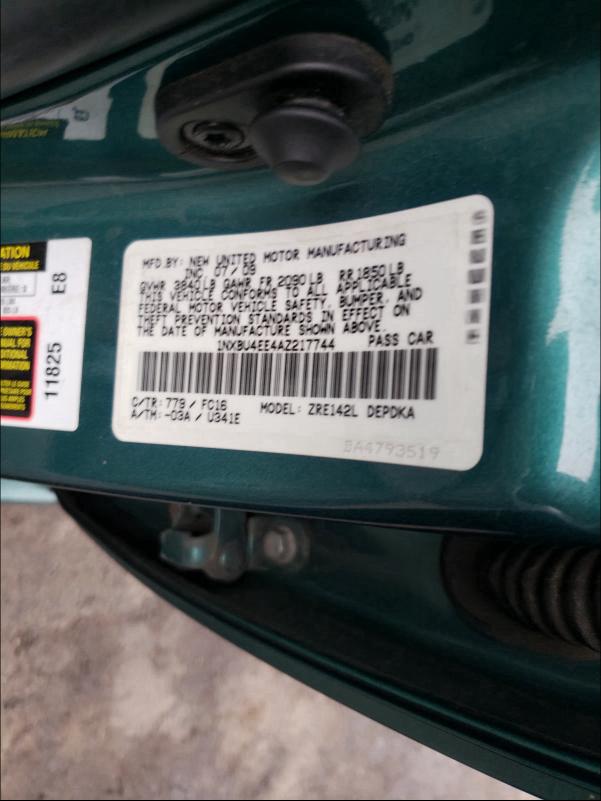 MFD.BY: NEW UNITED MOTOR MANUFACTURING
INC. 07/09
GVWR 3840LB GAWR FR 2090LB RR1850LB
THIS VEHICLE CONFORMS TO ALL
FEDERAL MOTOR VEHICLE SAFETY, BUMPER, AND
THEFT PREVENTION STANDARDS IN EFFECT ON
THE DATE OF MANUFACTURE SHOWN ABOVE.
1NXBU4EE4AZ217744 PASS CAR
C/TR: 779 / FC16 MODEL: ZRE142L DEPDKA
A/TM: -03A / U341E
BA4793519
11825 E8